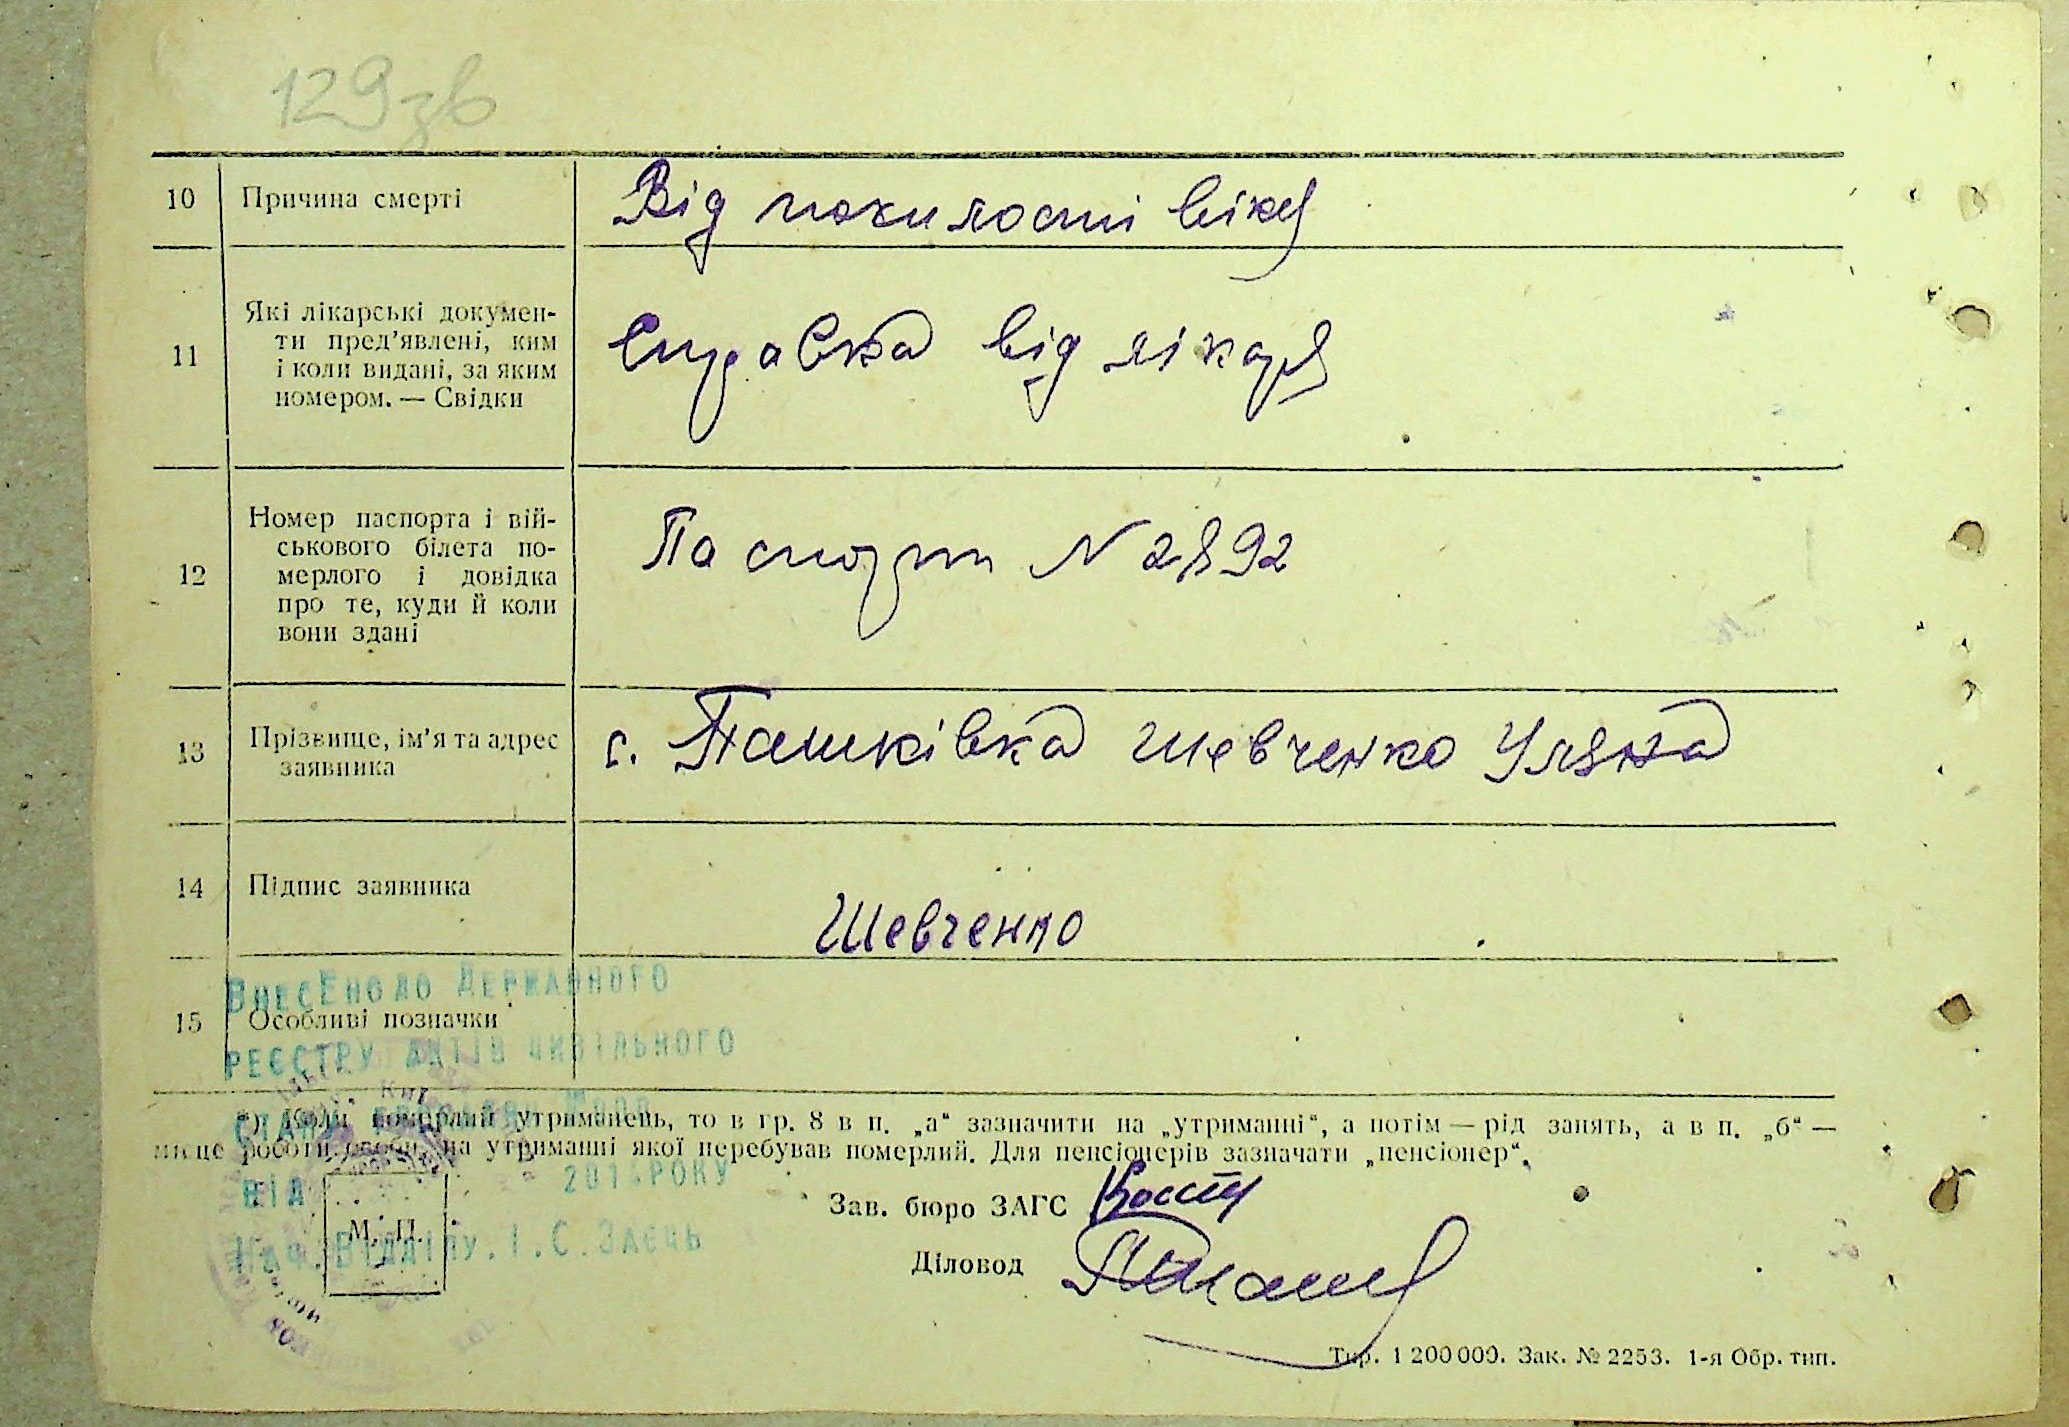 129зв
10 Причина смерті Від похилості віку
11 Які лікарські докумен-
ти пред'явлені, ким
і коли видані, за яким
номером. — Свідки
Справка від лікаря
12 Номер паспорта і вій-
ськового білета по-
мерлого і довідка
про те, куди й коли
вони здані
Паспорт N 2892
13 Прізвище, ім'я та адрес
заявника
с. Пашківка Шевченко Уляна
14 Підпис заявника
Шевченко
ВнесЕно до Державного
15 Особливі позначки
реєстру актів цивільного
*) Коли померлий утриманець, то в гр. 8 в п. „а“ зазначити на „утриманні“, а потім — рід занять, а в п. „б“ —
місце роботи особи, на утриманні якої перебував померлий. Для пенсіонерів зазначати „пенсіонер“.
від 201 року
Зав. бюро ЗАГС
М. П.
Нач. Відділу. І. С. Заєць
Діловод
Тир. 1 200 000. Зак. № 2253. 1-я Обр. тип.